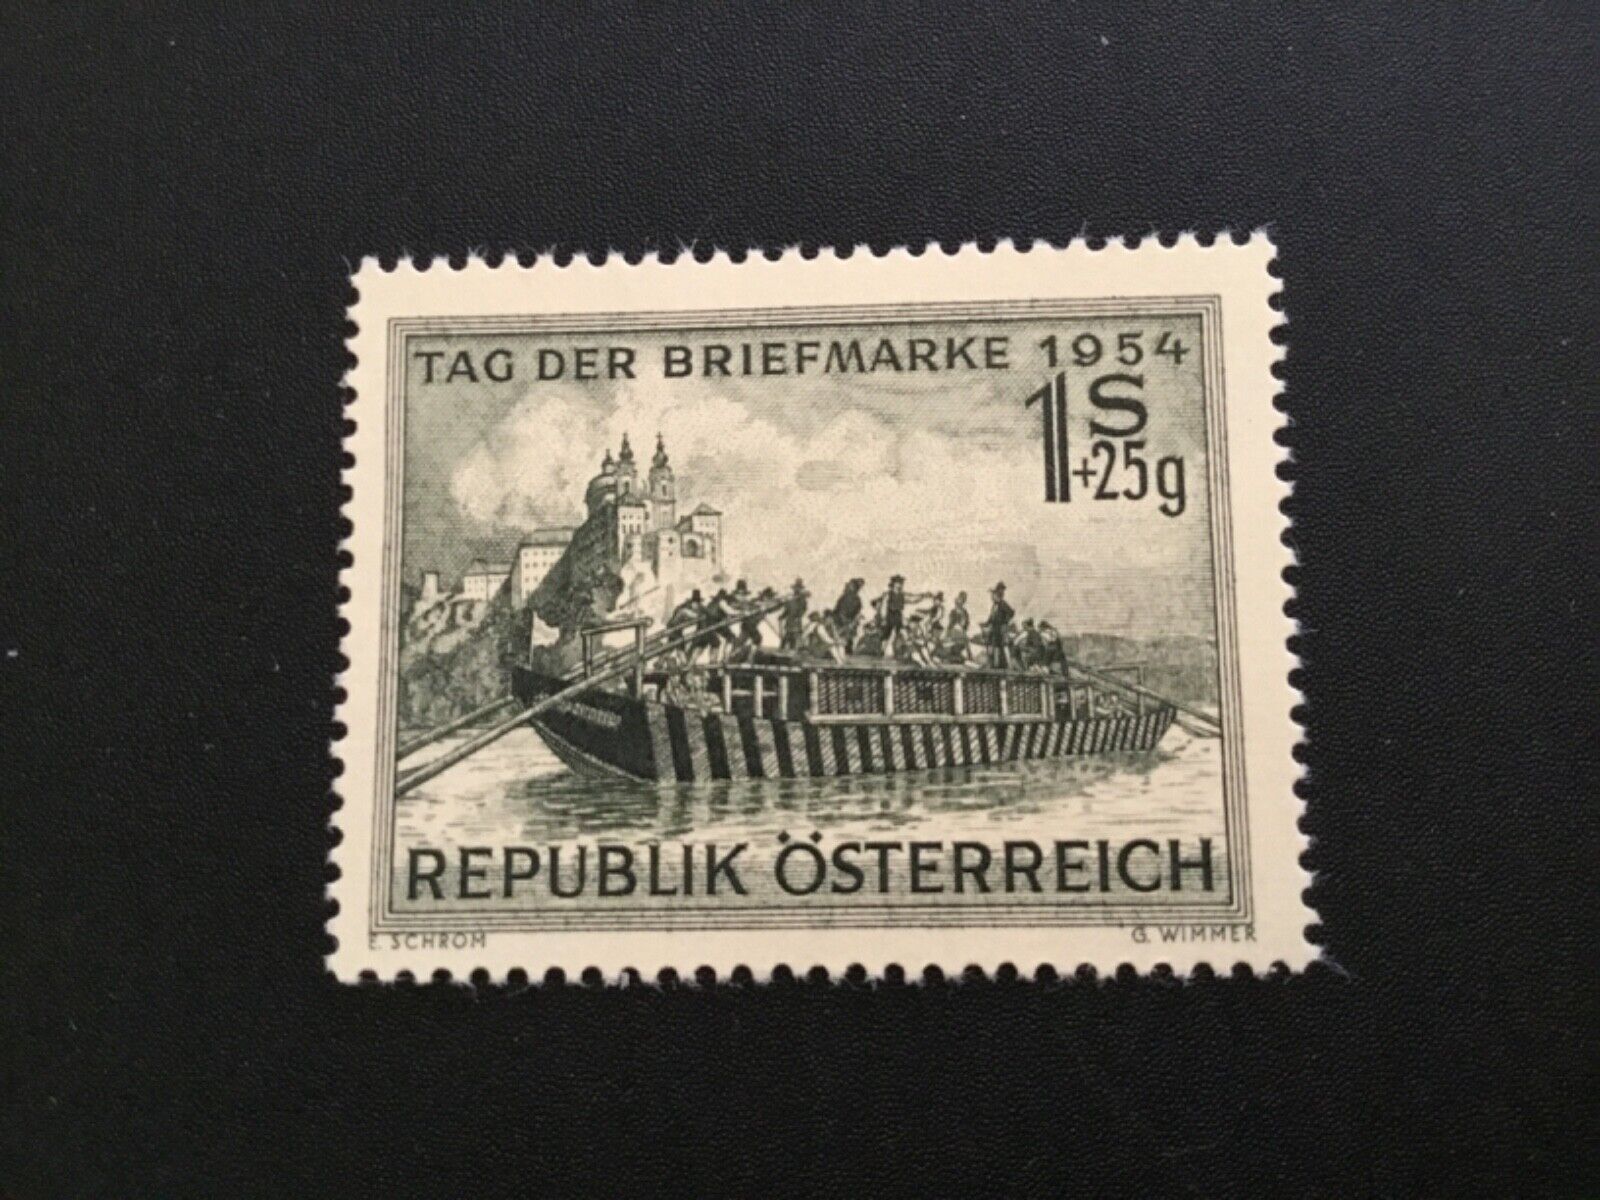 TAG DER BRIEFMARKE 1954
1S
+25g
REPUBLIK ÖSTERREICH
E. SCHROM
G. WIMMER